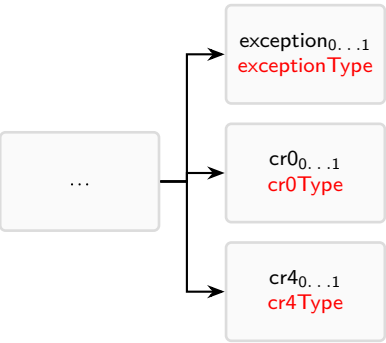 exception0...1
exceptionType
...
cr00...1
cr0Type
cr40...1
cr4Type